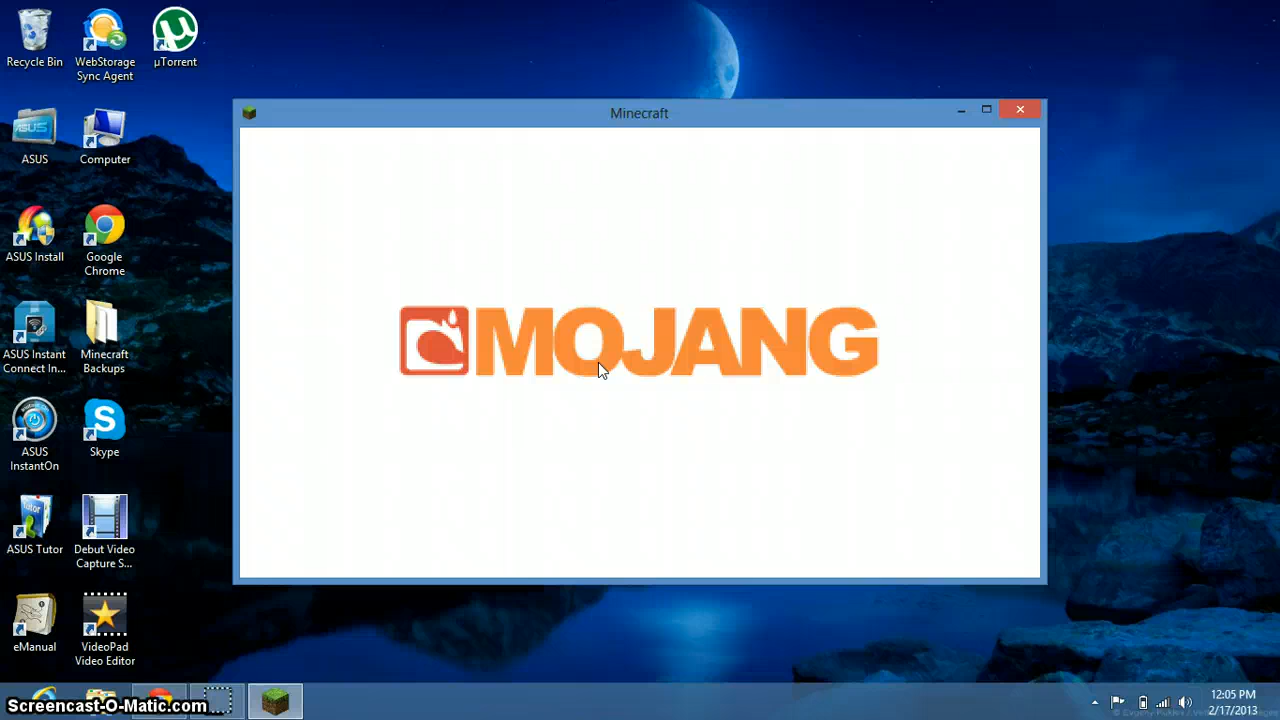 Recycle Bin
WebStorage
Sync Agent
µTorrent
ASUS
ASUS
Computer
ASUS Install
Google
Chrome
ASUS Instant
Connect In...
Minecraft
Backups
ASUS
InstantOn
Skype
ASUS Tutor
Debut Video
Capture S...
eManual
VideoPad
Video Editor
Minecraft
MOJANG
Screencast-O-Matic.com
12:05 PM
2/17/2013